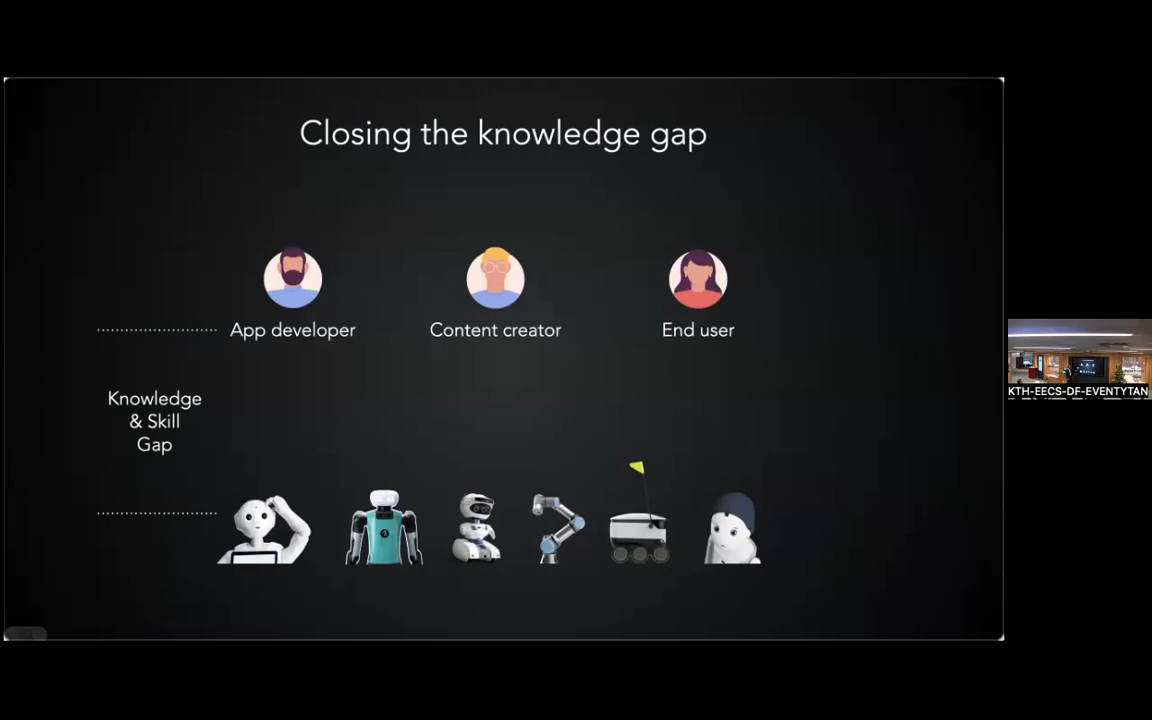 Closing the knowledge gap
App developer
Content creator
End user
Knowledge
& Skill
Gap
KTH-EECS-DF-EVENTYTAN